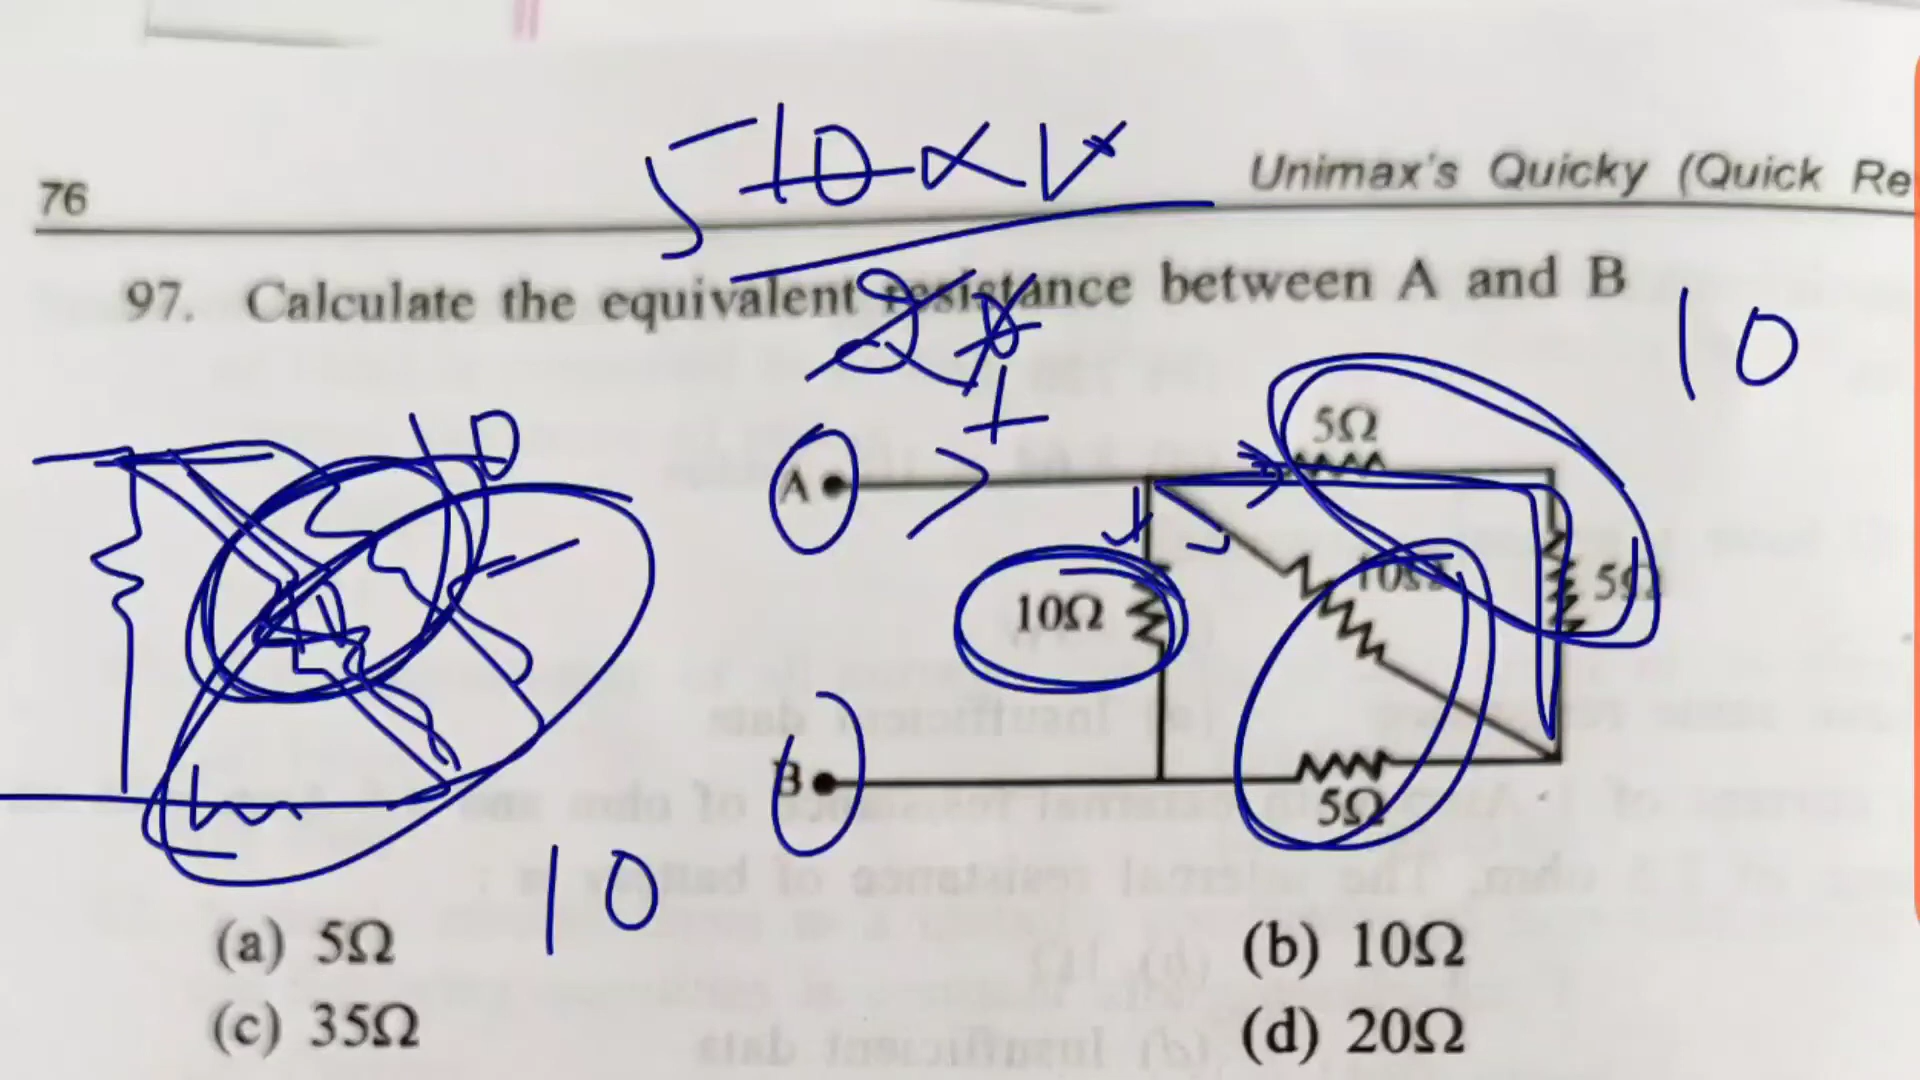 76
Unimax's Quicky (Quick Re
97. Calculate the equivalent resistance between A and B
10
10
5Ω
A
10Ω
10Ω
5Ω
B
5Ω
10
(a) 5Ω
(b) 10Ω
(c) 35Ω
(d) 20Ω